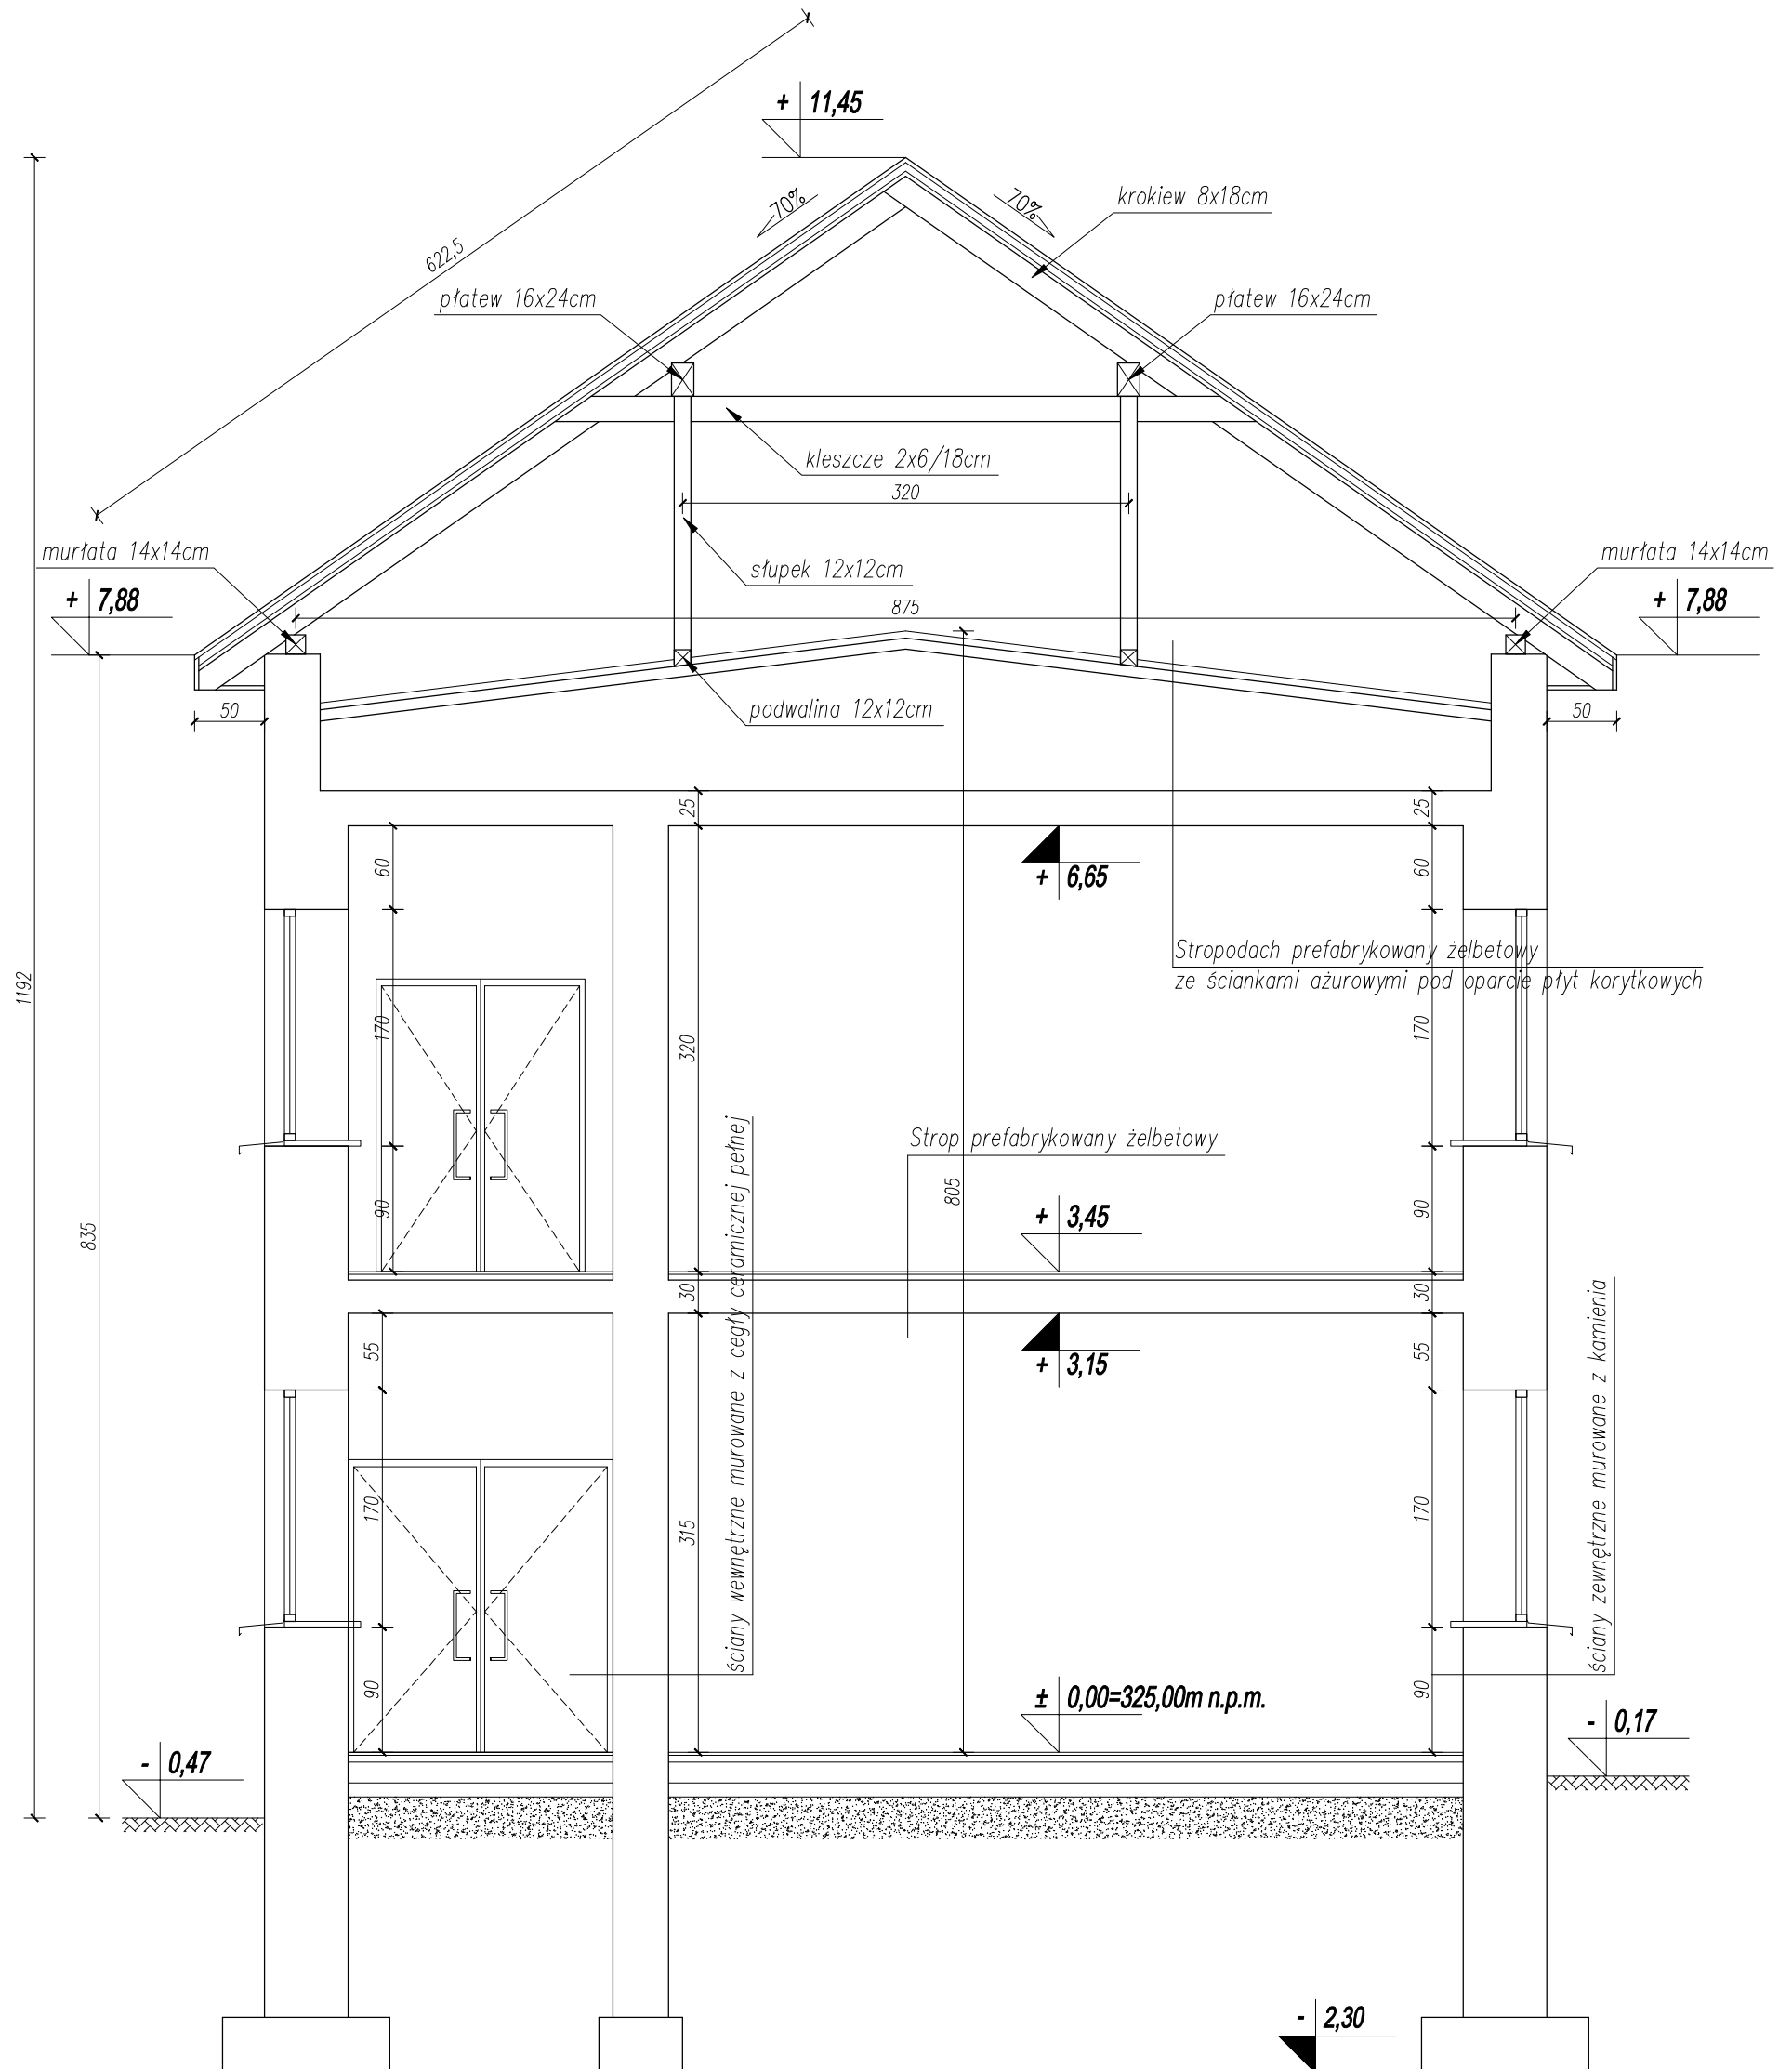 + 11,45
70%
70%
krokiew 8x18cm
622,5
płatew 16x24cm
płatew 16x24cm
kleszcze 2x6/18cm
320
murłata 14x14cm
murłata 14x14cm
słupek 12x12cm
+ 7,88
875
+ 7,88
50
podwalina 12x12cm
50
25
25
60
60
+ 6,65
Stropodach prefabrykowany żelbetowy
ze ściankami ażurowymi pod oparcie płyt korytkowych
1192
170
320
170
Strop prefabrykowany żelbetowy
805
90
90
+ 3,45
835
ściany wewnętrzne murowane z cegły ceramicznej pełnej
ściany zewnętrzne murowane z kamienia
30
30
55
55
+ 3,15
170
315
170
90
90
± 0,00=325,00m n.p.m.
- 0,47
- 0,17
- 2,30